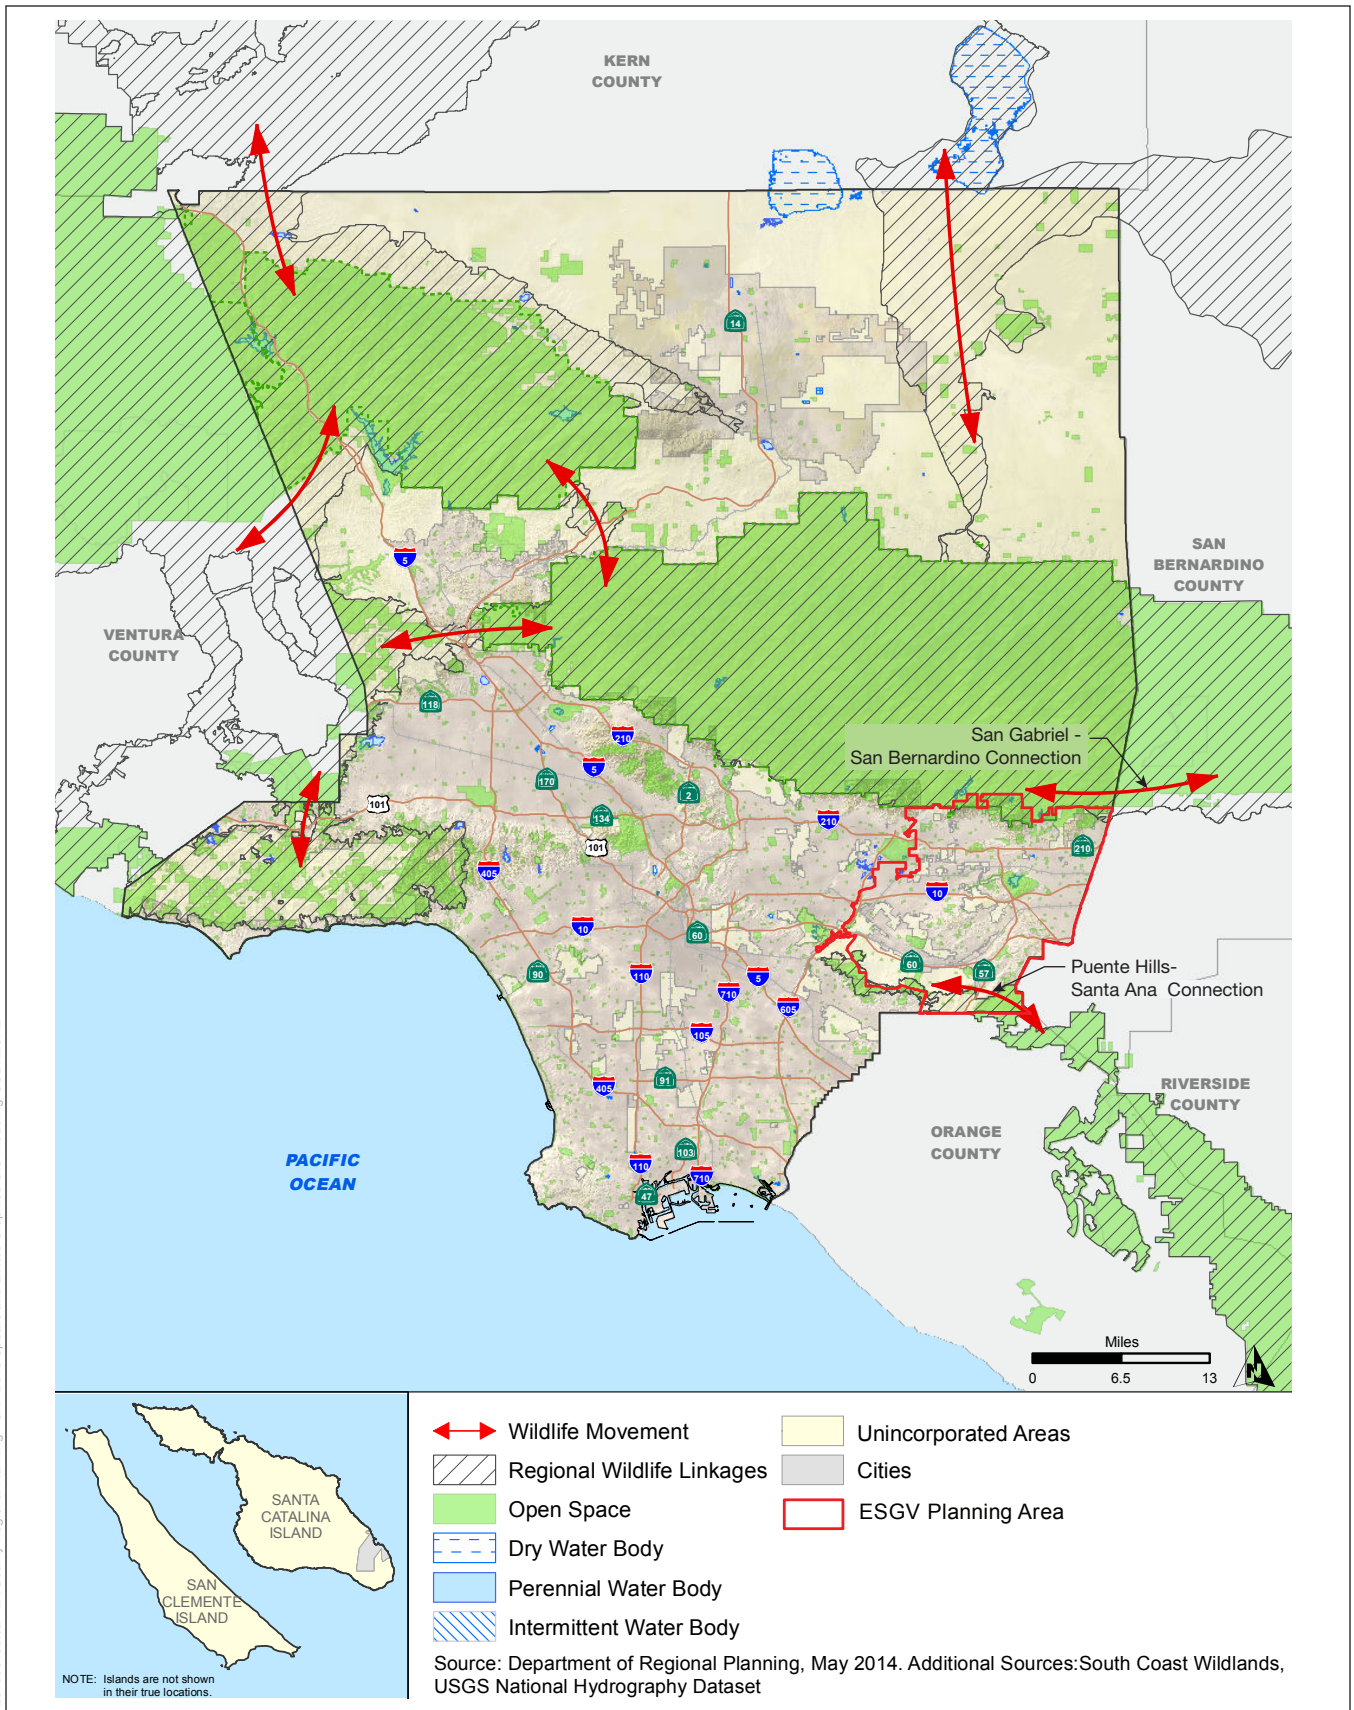 KERN
COUNTY
14
SAN
BERNARDINO
COUNTY
5
VENTURA
COUNTY
118
210
San Gabriel -
San Bernardino Connection
5
170
2
101
134
210
101
210
405
10
10
60
60
90
110
5
57
Puente Hills-
Santa Ana Connection
710
605
105
405
91
RIVERSIDE
COUNTY
ORANGE
COUNTY
103
PACIFIC
OCEAN
110
710
47
Miles
0 6.5 13
N
SANTA
CATALINA
ISLAND
SAN
CLEMENTE
ISLAND
NOTE: Islands are not shown
in their true locations.
Wildlife Movement
Regional Wildlife Linkages
Open Space
Dry Water Body
Perennial Water Body
Intermittent Water Body
Unincorporated Areas
Cities
ESGV Planning Area
Source: Department of Regional Planning, May 2014. Additional Sources:South Coast Wildlands,
USGS National Hydrography Dataset